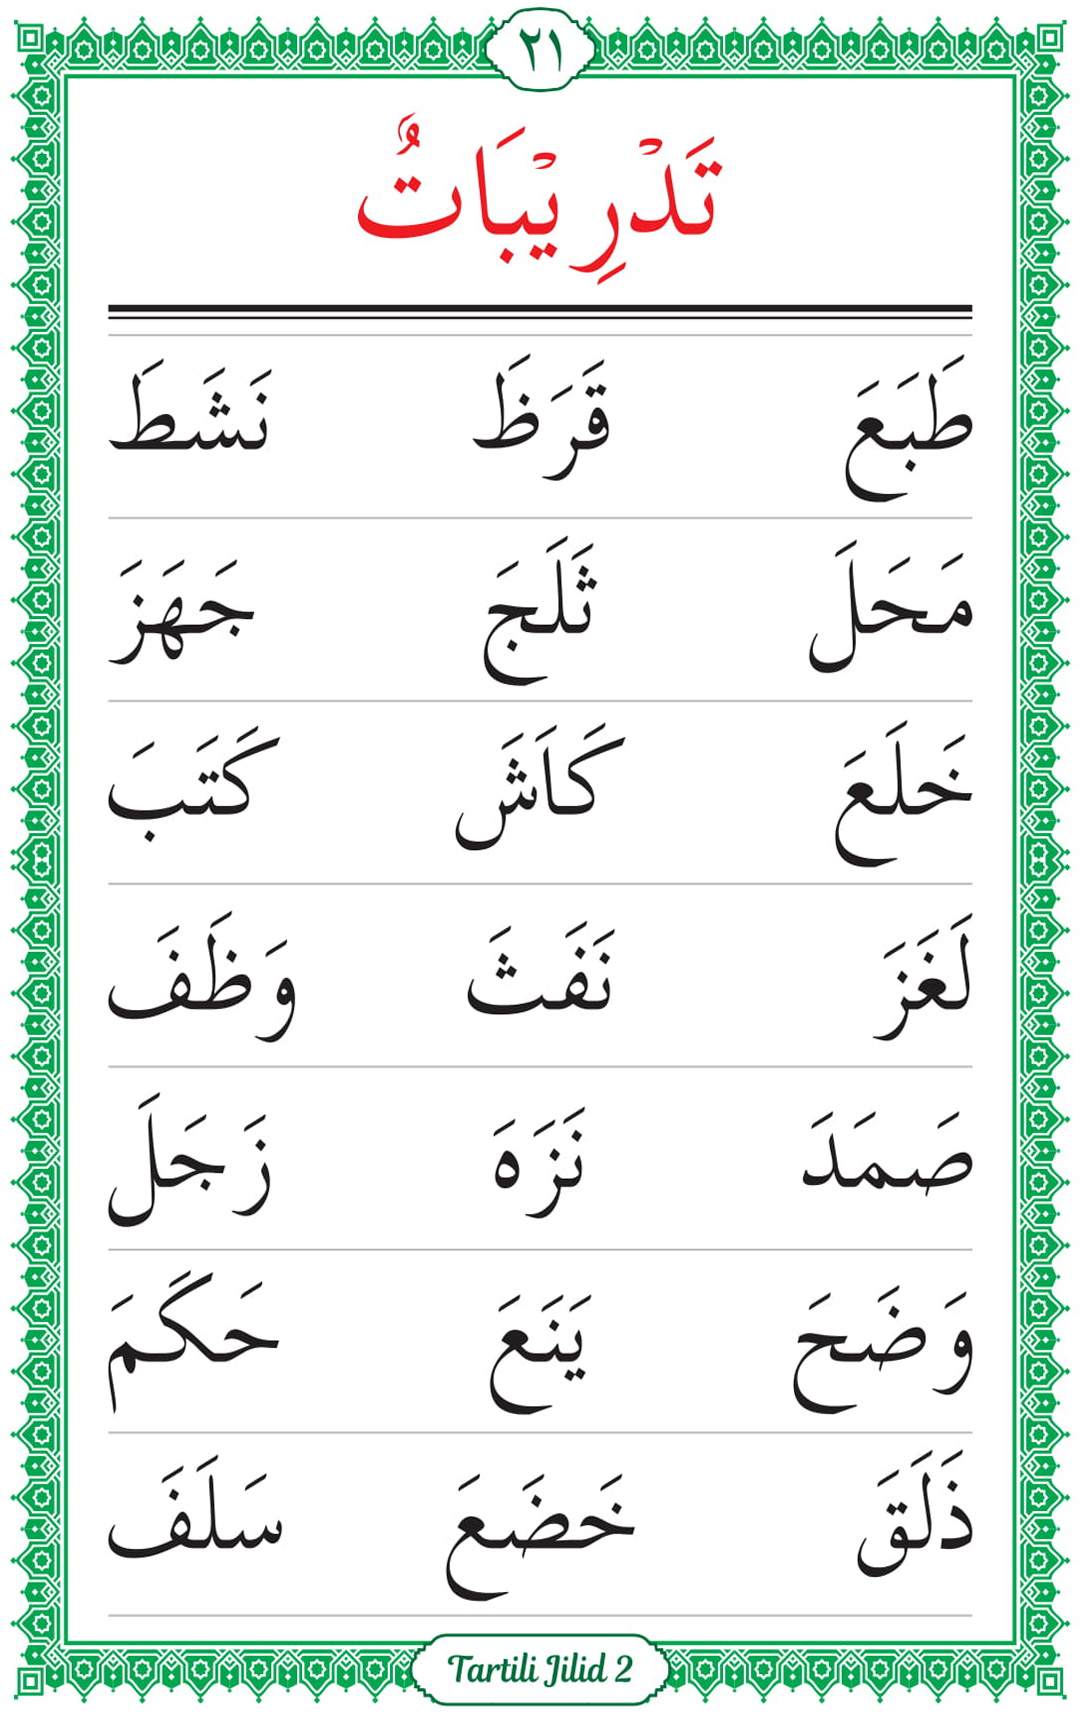 ٢١
تَدْرِيْبَاتٌ
طَبَعَ قَرَظَ نَشَطَ
مَحَلَ ثَلَجَ جَهَزَ
خَلَعَ كَاَشَ كَتَبَ
لَغَزَ نَفَثَ وَظَفَ
صَمَدَ نَزَهَ زَجَلَ
وَضَحَ يَنَعَ حَكَمَ
ذَلَقَ خَضَعَ سَلَفَ
Tartili Jilid 2